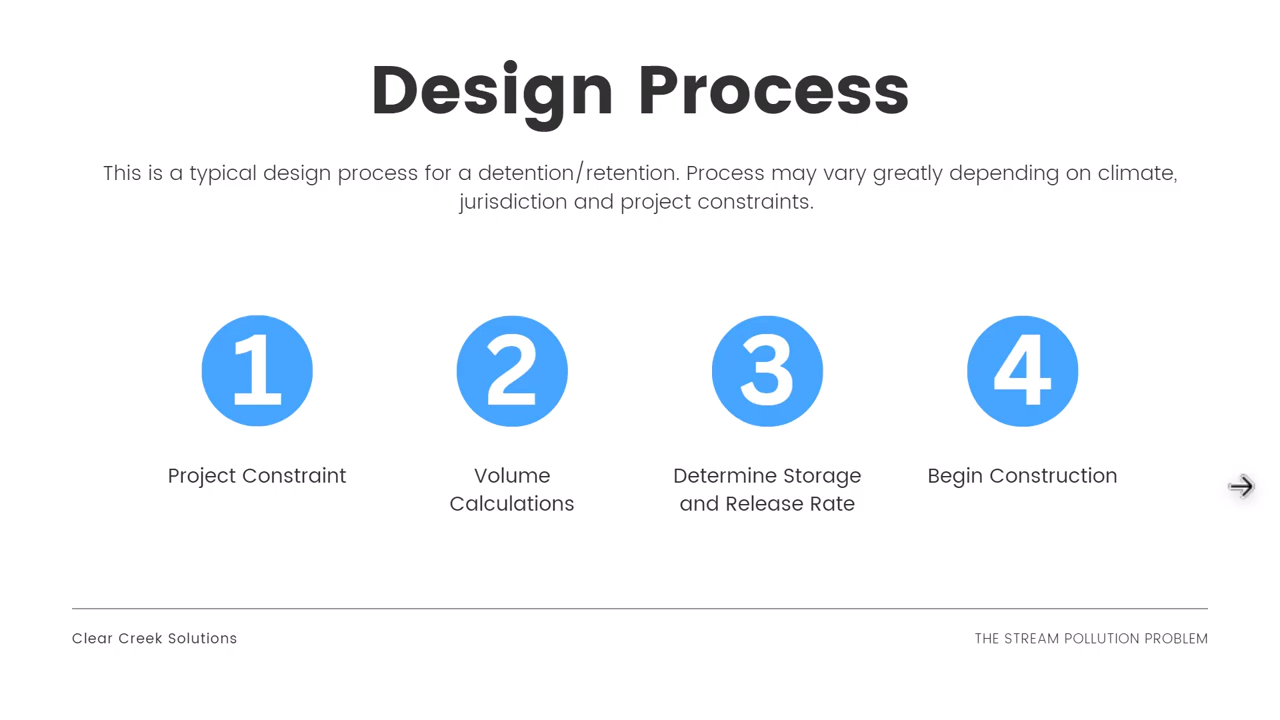 Design Process
This is a typical design process for a detention/retention. Process may vary greatly depending on climate,
jurisdiction and project constraints.
1
2
3
4
Project Constraint
Volume
Calculations
Determine Storage
and Release Rate
Begin Construction
Clear Creek Solutions
THE STREAM POLLUTION PROBLEM